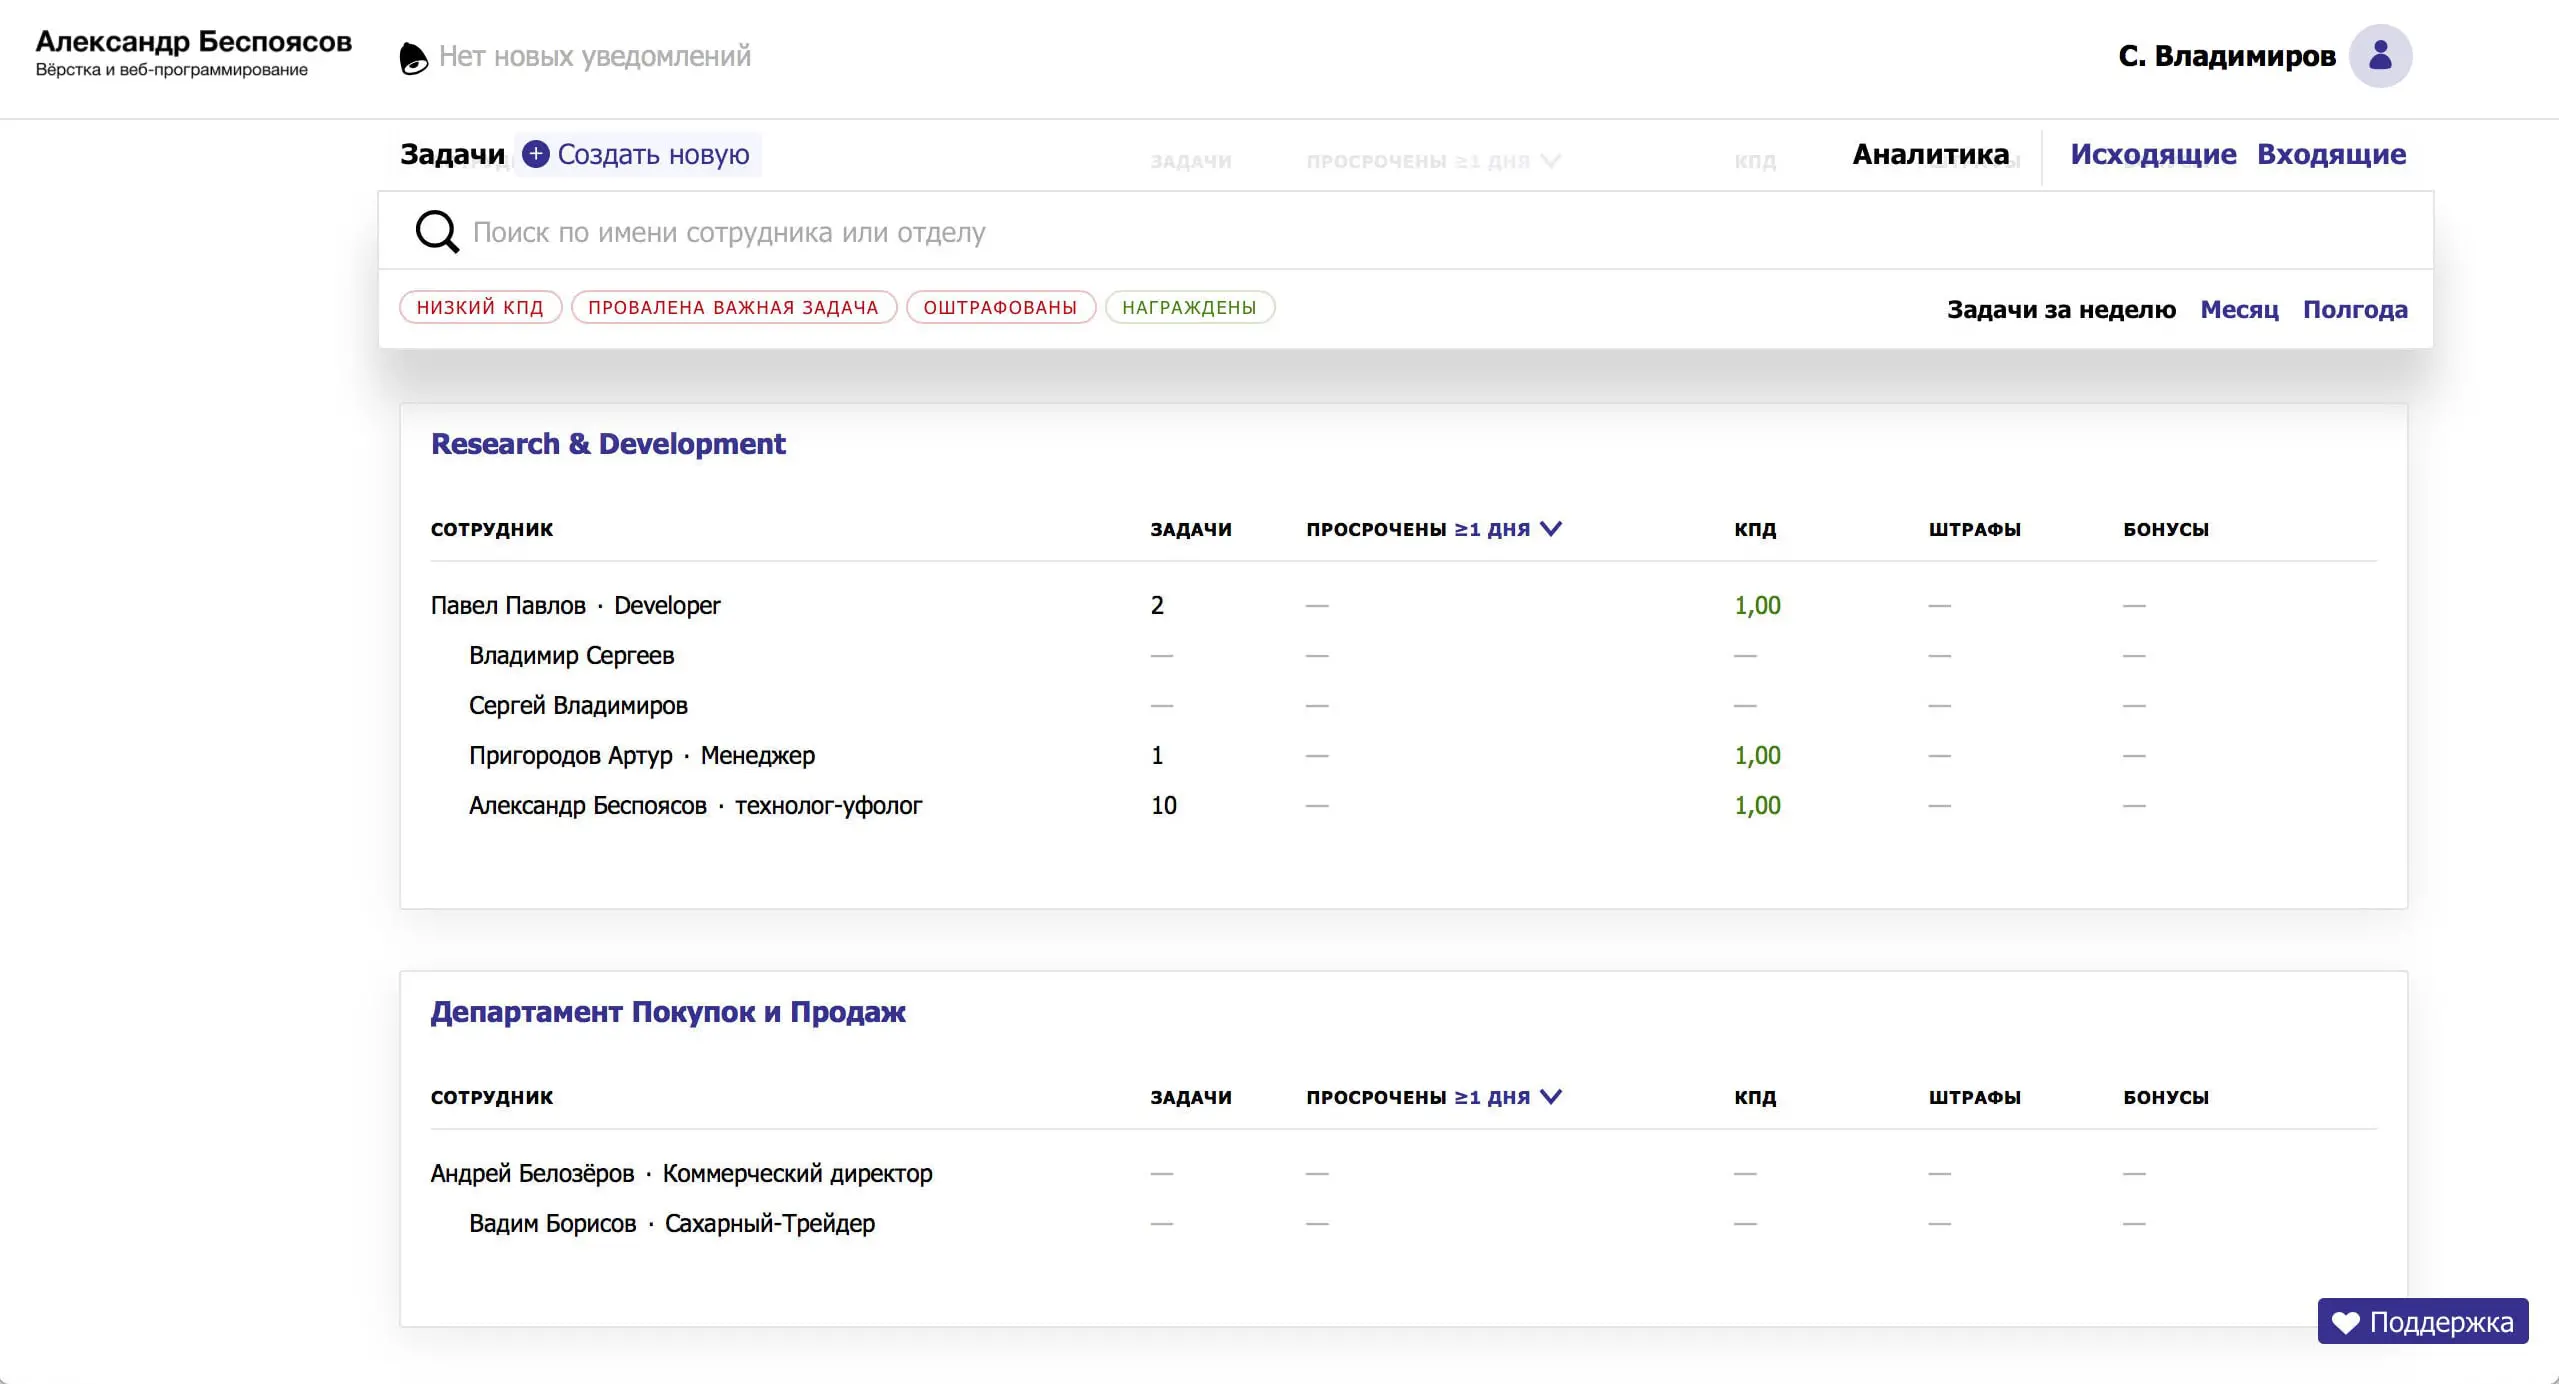 Александр Беспоясов
Вёрстка и веб-программирование
Нет новых уведомлений
С. Владимиров
Задачи Создать новую
ЗАДАЧИ ПРОСРОЧЕНЫ ≥1 ДНЯ КПД
Аналитика Исходящие Входящие
Поиск по имени сотрудника или отделу
НИЗКИЙ КПД ПРОВАЛЕНА ВАЖНАЯ ЗАДАЧА ОШТРАФОВАНЫ НАГРАЖДЕНЫ
Задачи за неделю Месяц Полгода
Research & Development
СОТРУДНИК ЗАДАЧИ ПРОСРОЧЕНЫ ≥1 ДНЯ КПД ШТРАФЫ БОНУСЫ
Павел Павлов · Developer 2 — 1,00 — —
Владимир Сергеев — — — — —
Сергей Владимиров — — — — —
Пригородов Артур · Менеджер 1 — 1,00 — —
Александр Беспоясов · технолог-уфолог 10 — 1,00 — —
Департамент Покупок и Продаж
СОТРУДНИК ЗАДАЧИ ПРОСРОЧЕНЫ ≥1 ДНЯ КПД ШТРАФЫ БОНУСЫ
Андрей Белозёров · Коммерческий директор — — — — —
Вадим Борисов · Сахарный-Трейдер — — — — —
Поддержка